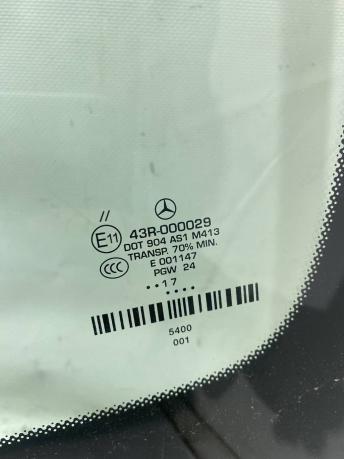 //
E11 43R-000029
DOT 904 AS1 M413
TRANSP. 70% MIN.
CCC E 001147
PGW 24
..17....
5400
001